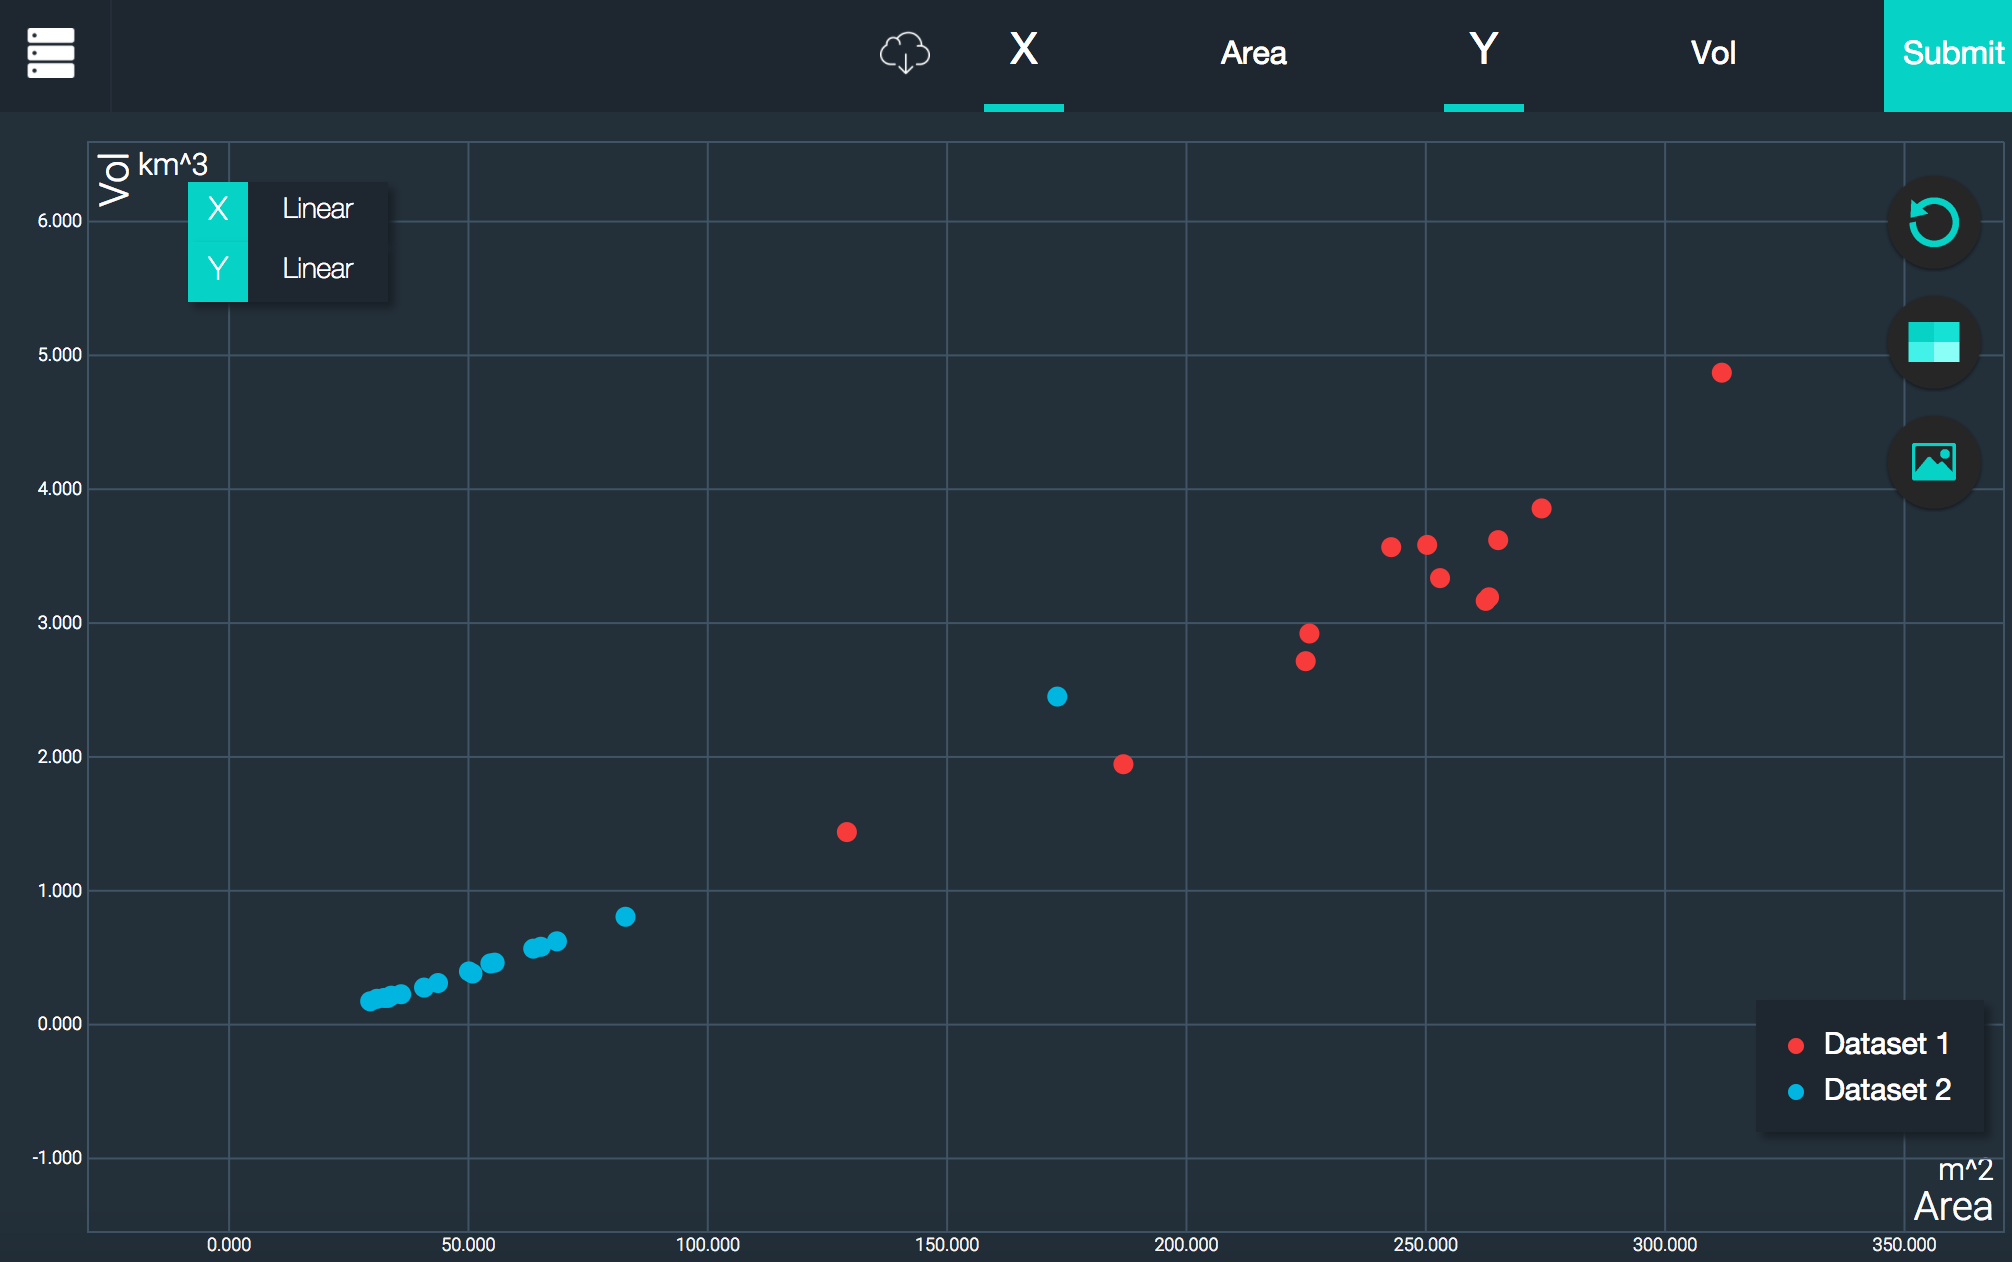 X Area Y Vol Submit
Vol km^3
X Linear
Y Linear
6.000
5.000
4.000
3.000
2.000
1.000
0.000
-1.000
Dataset 1
Dataset 2
m^2
Area
0.000 50.000 100.000 150.000 200.000 250.000 300.000 350.000